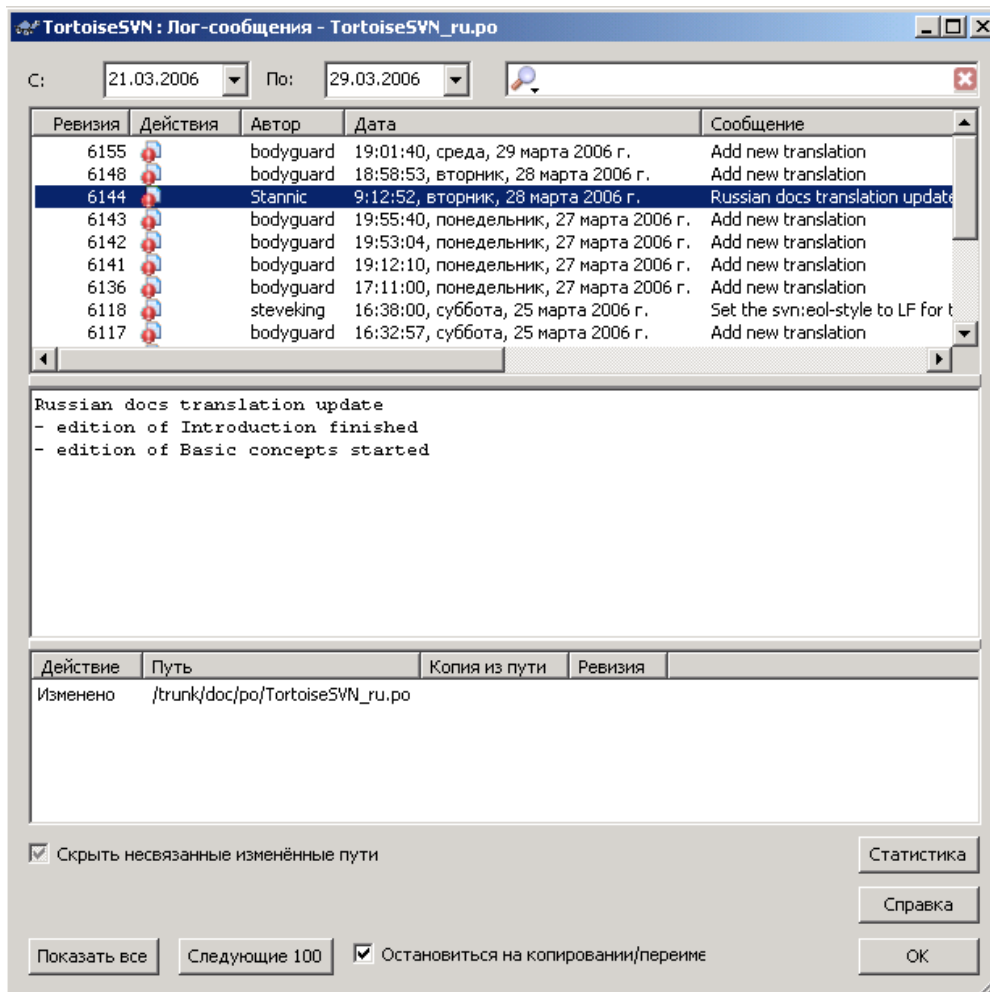 TortoiseSVN : Лог-сообщения - TortoiseSVN_ru.po
С: 21.03.2006 По: 29.03.2006
Ревизия Действия Автор Дата Сообщение
6155 bodyguard 19:01:40, среда, 29 марта 2006 г. Add new translation
6148 bodyguard 18:58:53, вторник, 28 марта 2006 г. Add new translation
6144 Stannic 9:12:52, вторник, 28 марта 2006 г. Russian docs translation update
6143 bodyguard 19:55:40, понедельник, 27 марта 2006 г. Add new translation
6142 bodyguard 19:53:04, понедельник, 27 марта 2006 г. Add new translation
6141 bodyguard 19:12:10, понедельник, 27 марта 2006 г. Add new translation
6136 bodyguard 17:11:00, понедельник, 27 марта 2006 г. Add new translation
6118 steveking 16:38:00, суббота, 25 марта 2006 г. Set the svn:eol-style to LF for t
6117 bodyguard 16:32:57, суббота, 25 марта 2006 г. Add new translation
Russian docs translation update
- edition of Introduction finished
- edition of Basic concepts started
Действие Путь Копия из пути Ревизия
Изменено /trunk/doc/po/TortoiseSVN_ru.po
Скрыть несвязанные изменённые пути Статистика
Справка
Показать все Следующие 100 Остановиться на копировании/переиме ОК